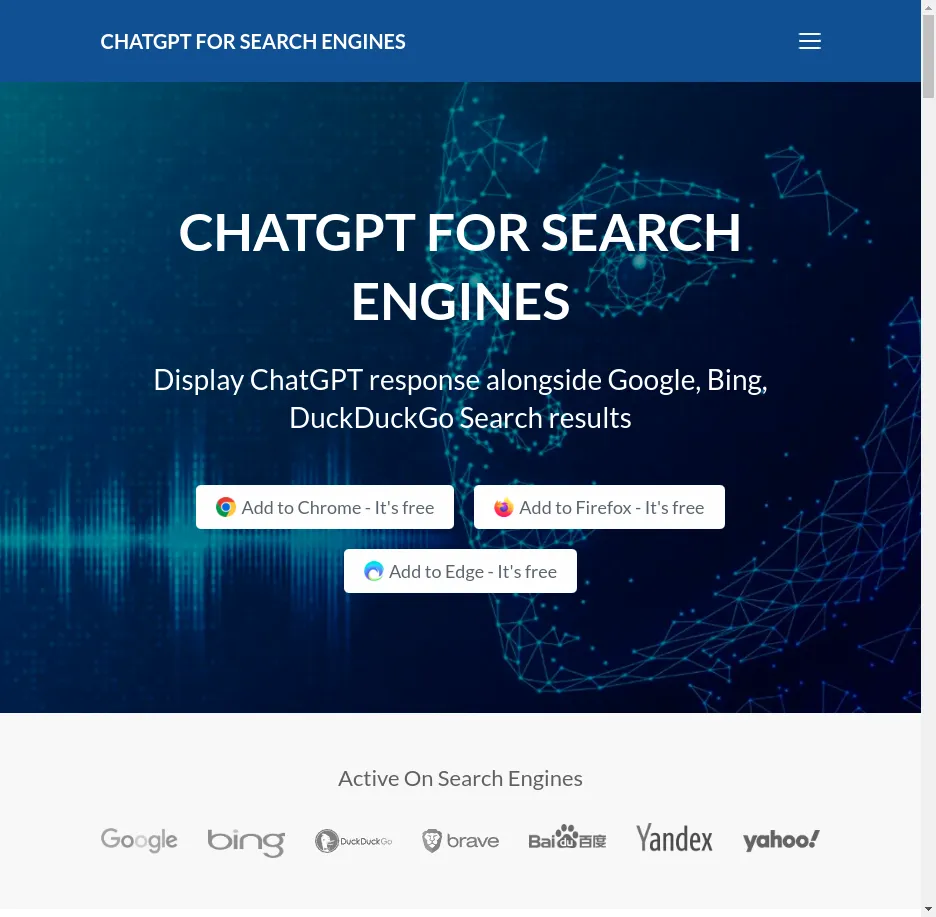 CHATGPT FOR SEARCH ENGINES
CHATGPT FOR SEARCH
ENGINES
Display ChatGPT response alongside Google, Bing,
DuckDuckGo Search results
Add to Chrome - It's free
Add to Firefox - It's free
Add to Edge - It's free
Active On Search Engines
Google
bing
DuckDuckGo
brave
Baidu百度
Yandex
yahoo!